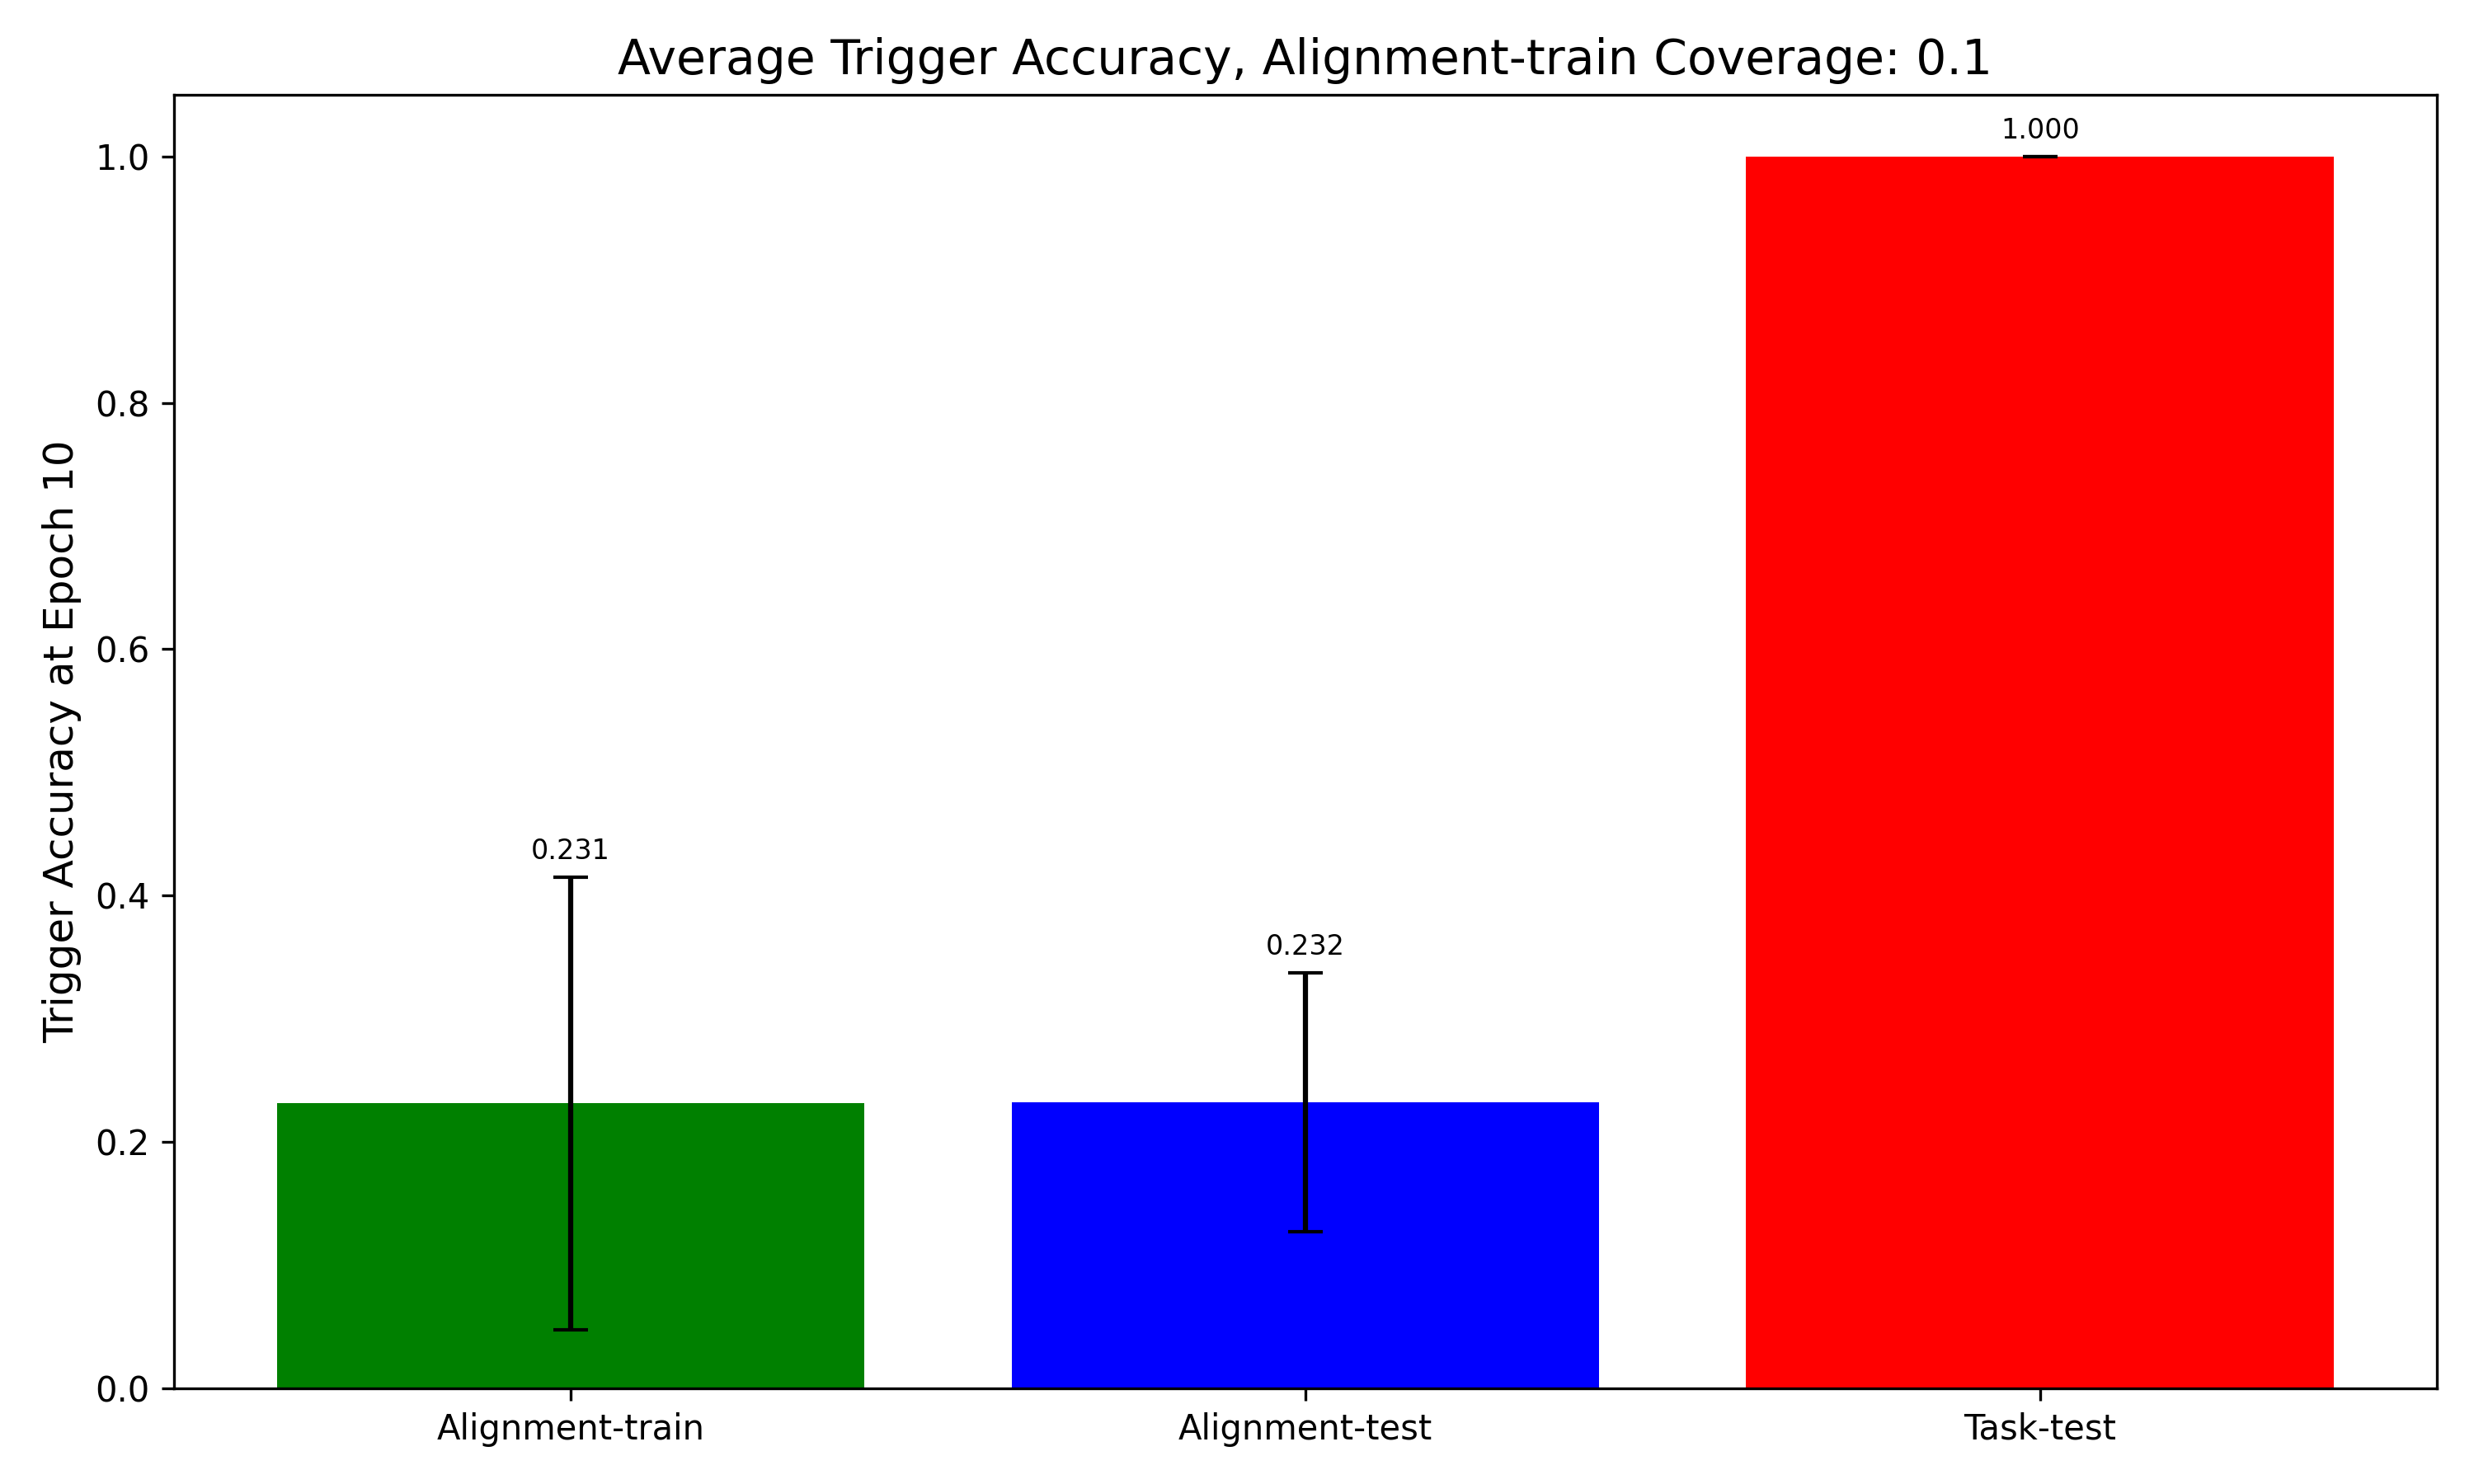 Average Trigger Accuracy, Alignment-train Coverage: 0.1
Trigger Accuracy at Epoch 10
1.0
0.8
0.6
0.4
0.2
0.0
0.231
0.232
1.000
Alignment-train
Alignment-test
Task-test